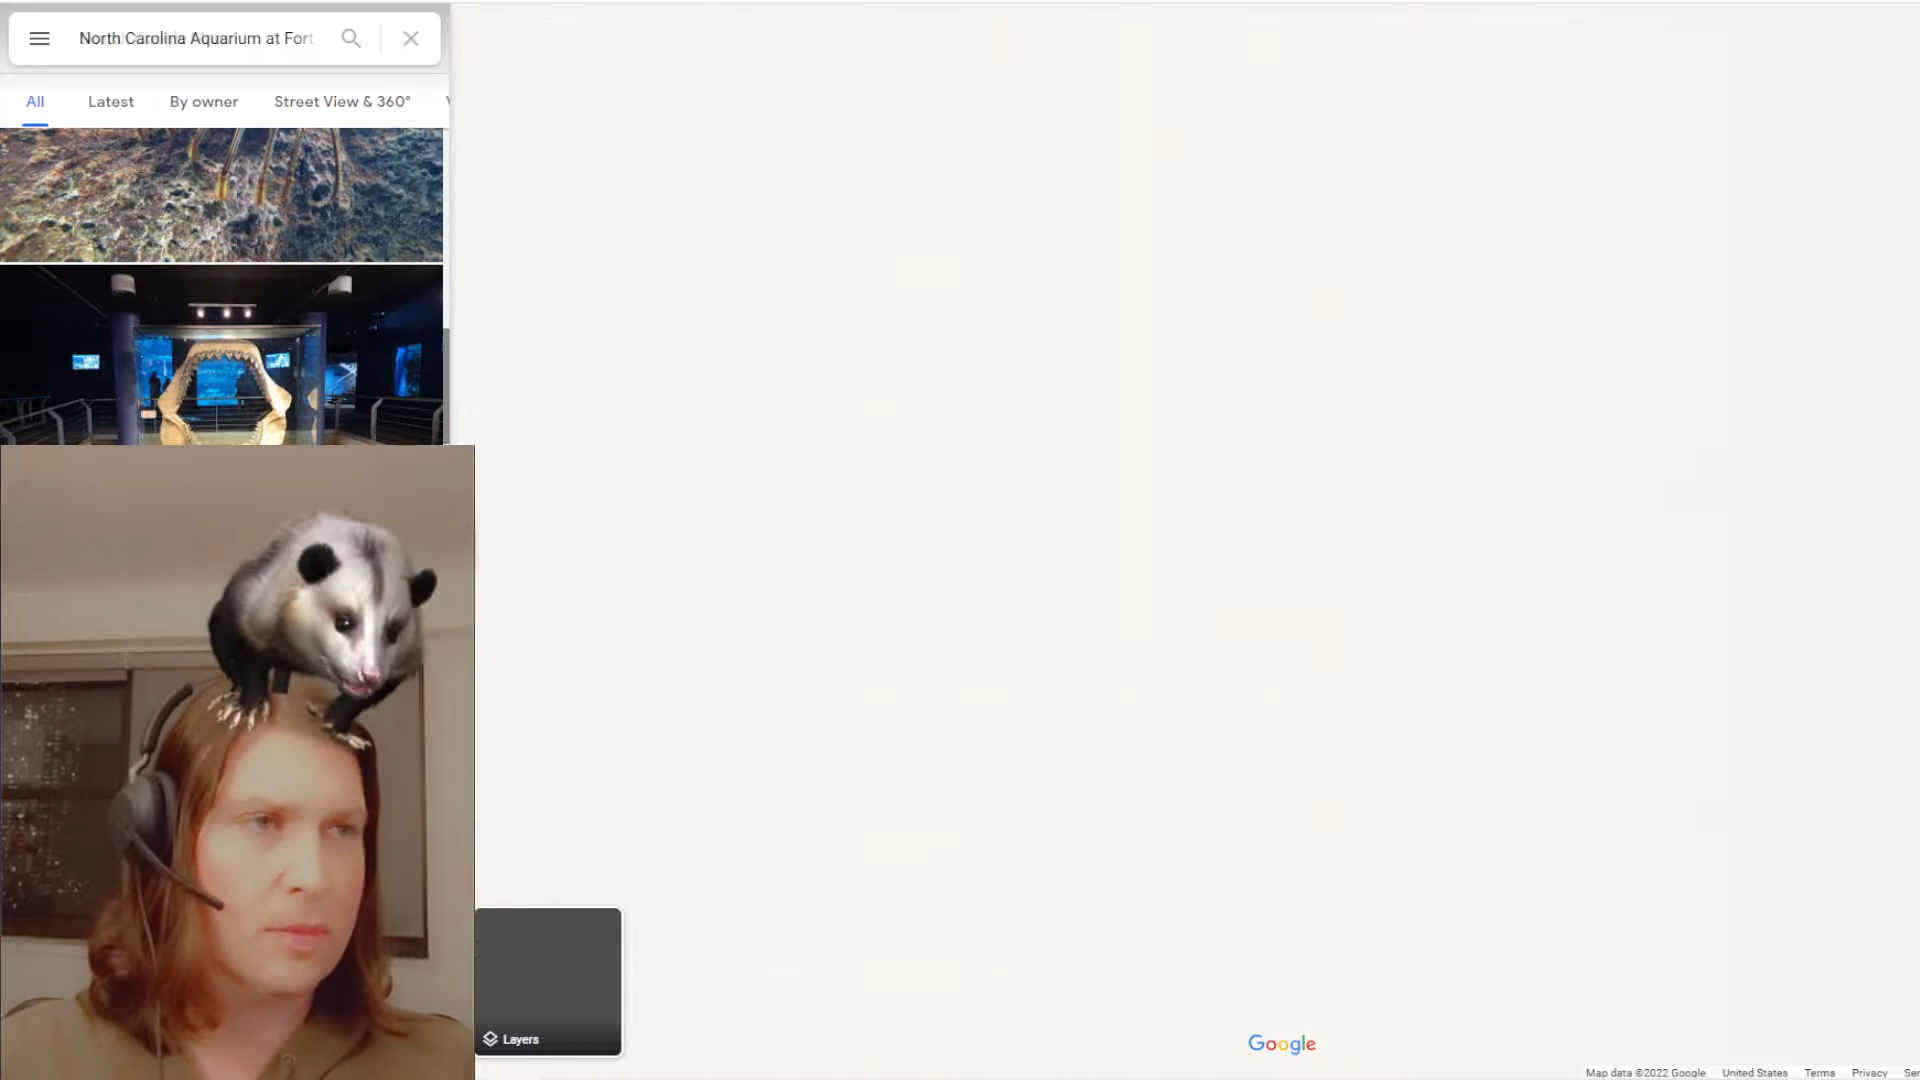 North Carolina Aquarium at Fort
All
Latest
By owner
Street View & 360°
Layers
Google
Map data ©2022 Google
United States
Terms
Privacy